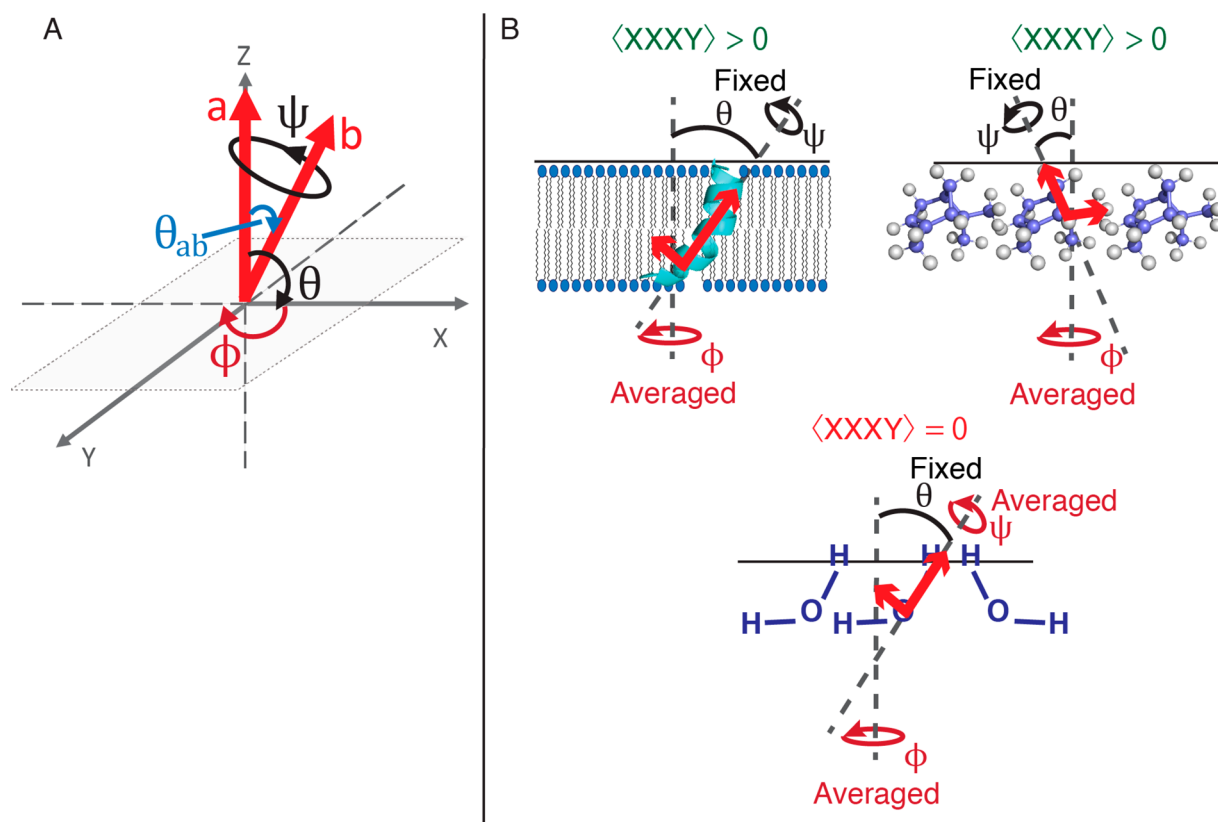 A
Z
a
ψ
b
θab
θ
X
ϕ
Y
B
⟨XXXY⟩ > 0
Fixed
θ
ψ
ϕ
Averaged
⟨XXXY⟩ > 0
Fixed
ψ
θ
ϕ
Averaged
⟨XXXY⟩ = 0
Fixed
θ
Averaged
ψ
H
H
H
H
O
H
O
O
H
ϕ
Averaged